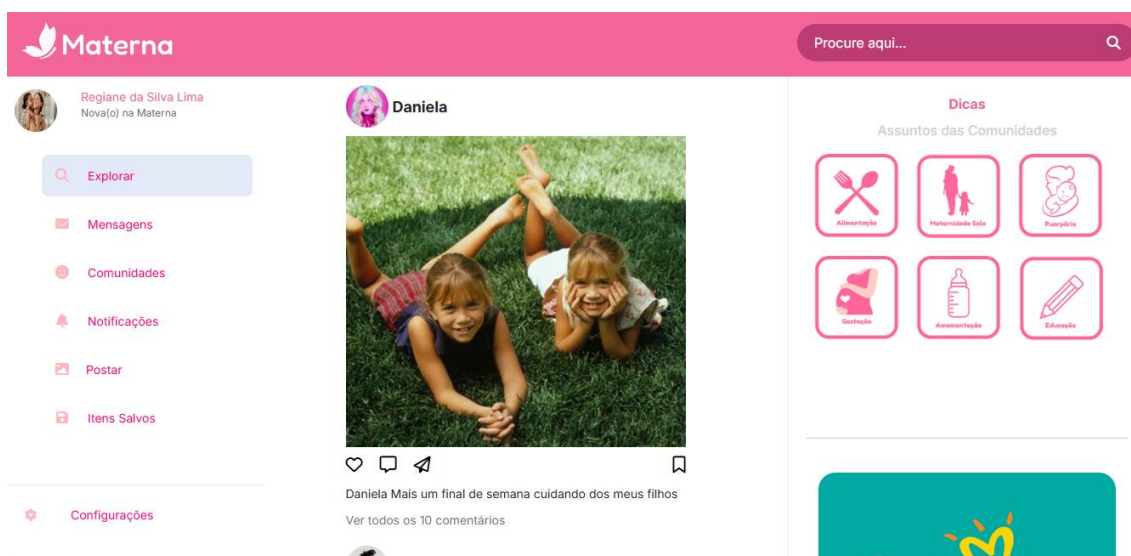 Materna
Procure aqui...
Regiane da Silva Lima
Nova(o) na Materna
Explorar
Mensagens
Comunidades
Notificações
Postar
Itens Salvos
Configurações
Daniela
Daniela Mais um final de semana cuidando dos meus filhos
Ver todos os 10 comentários
Dicas
Assuntos das Comunidades
Alimentação
Maternidade Solo
Puerpério
Gestação
Amamentação
Educação